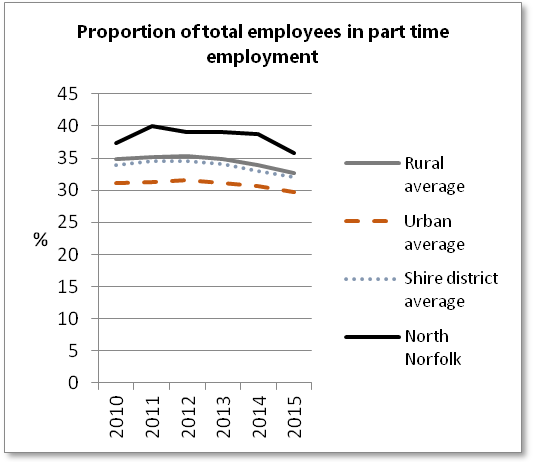 Proportion of total employees in part time
employment
45
40
35
30
25
20
15
10
5
0
%
2010
2011
2012
2013
2014
2015
Rural
average
Urban
average
Shire district
average
North
Norfolk